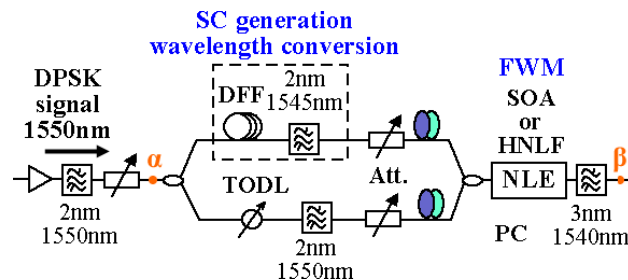 SC generation
wavelength conversion
DPSK
signal
1550nm
DFF
2nm
1545nm
FWM
SOA
or
HNLF
α
TODL
Att.
NLE
β
2nm
1550nm
2nm
1550nm
PC
3nm
1540nm